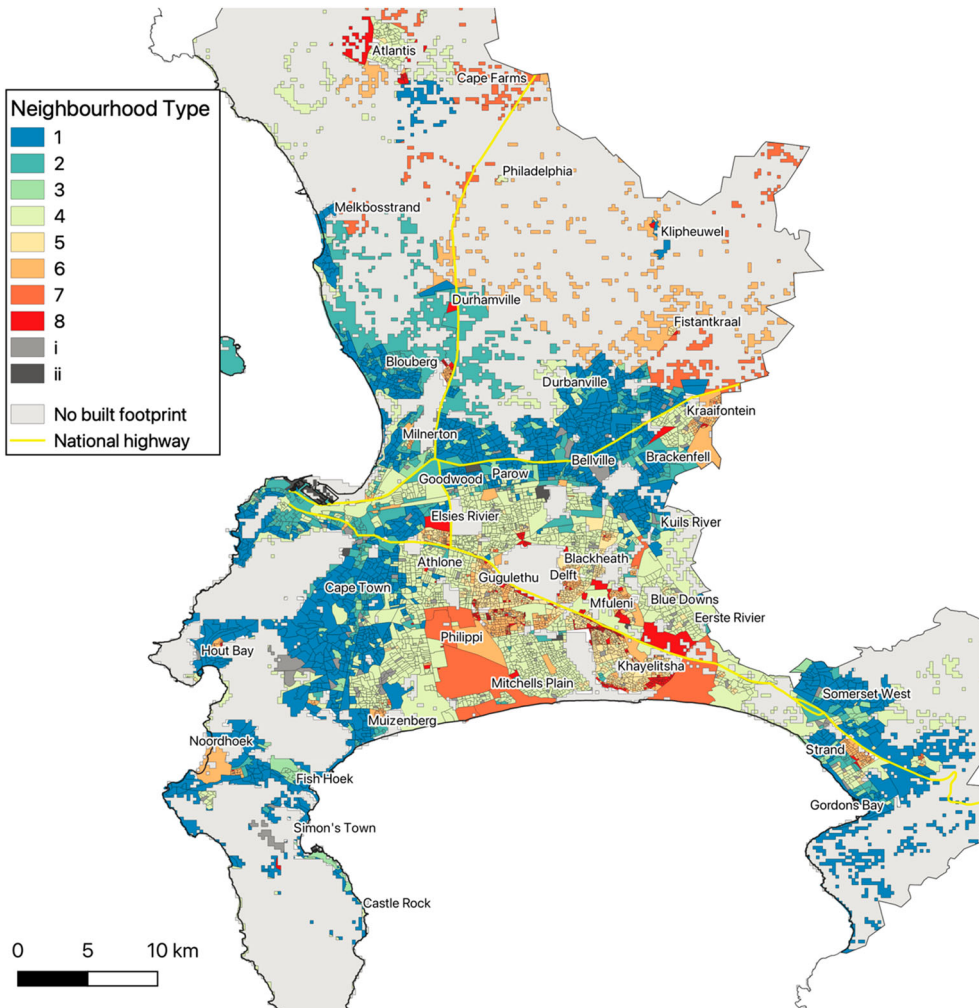 Atlantis
Cape Farms
Neighbourhood Type
1
2
3
4
5
6
7
8
i
ii
No built footprint
National highway
Philadelphia
Melkbosstrand
Klipheuwel
Durhamville
Fistantkraal
Blouberg
Durbanville
Kraaifontein
Milnerton
Brackenfell
Bellville
Parow
Goodwood
Elsies Rivier
Kuils River
Athlone
Blackheath
Gugulethu
Delft
Cape Town
Mfuleni
Blue Downs
Eerste Rivier
Philippi
Hout Bay
Khayelitsha
Mitchells Plain
Somerset West
Muizenberg
Noordhoek
Strand
Fish Hoek
Gordons Bay
Simon's Town
Castle Rock
0 5 10 km